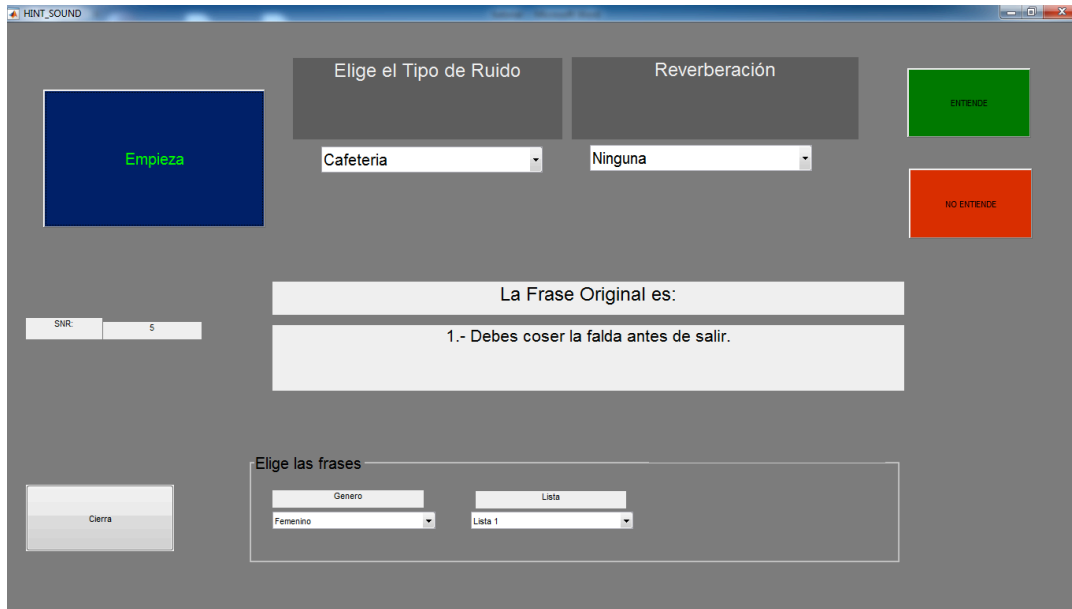 HINT_SOUND
Elige el Tipo de Ruido
Reverberación
Empieza
Cafeteria
Ninguna
ENTIENDE
NO ENTIENDE
La Frase Original es:
SNR:
5
1.- Debes coser la falda antes de salir.
Elige las frases
Genero
Lista
Femenino
Lista 1
Cierra